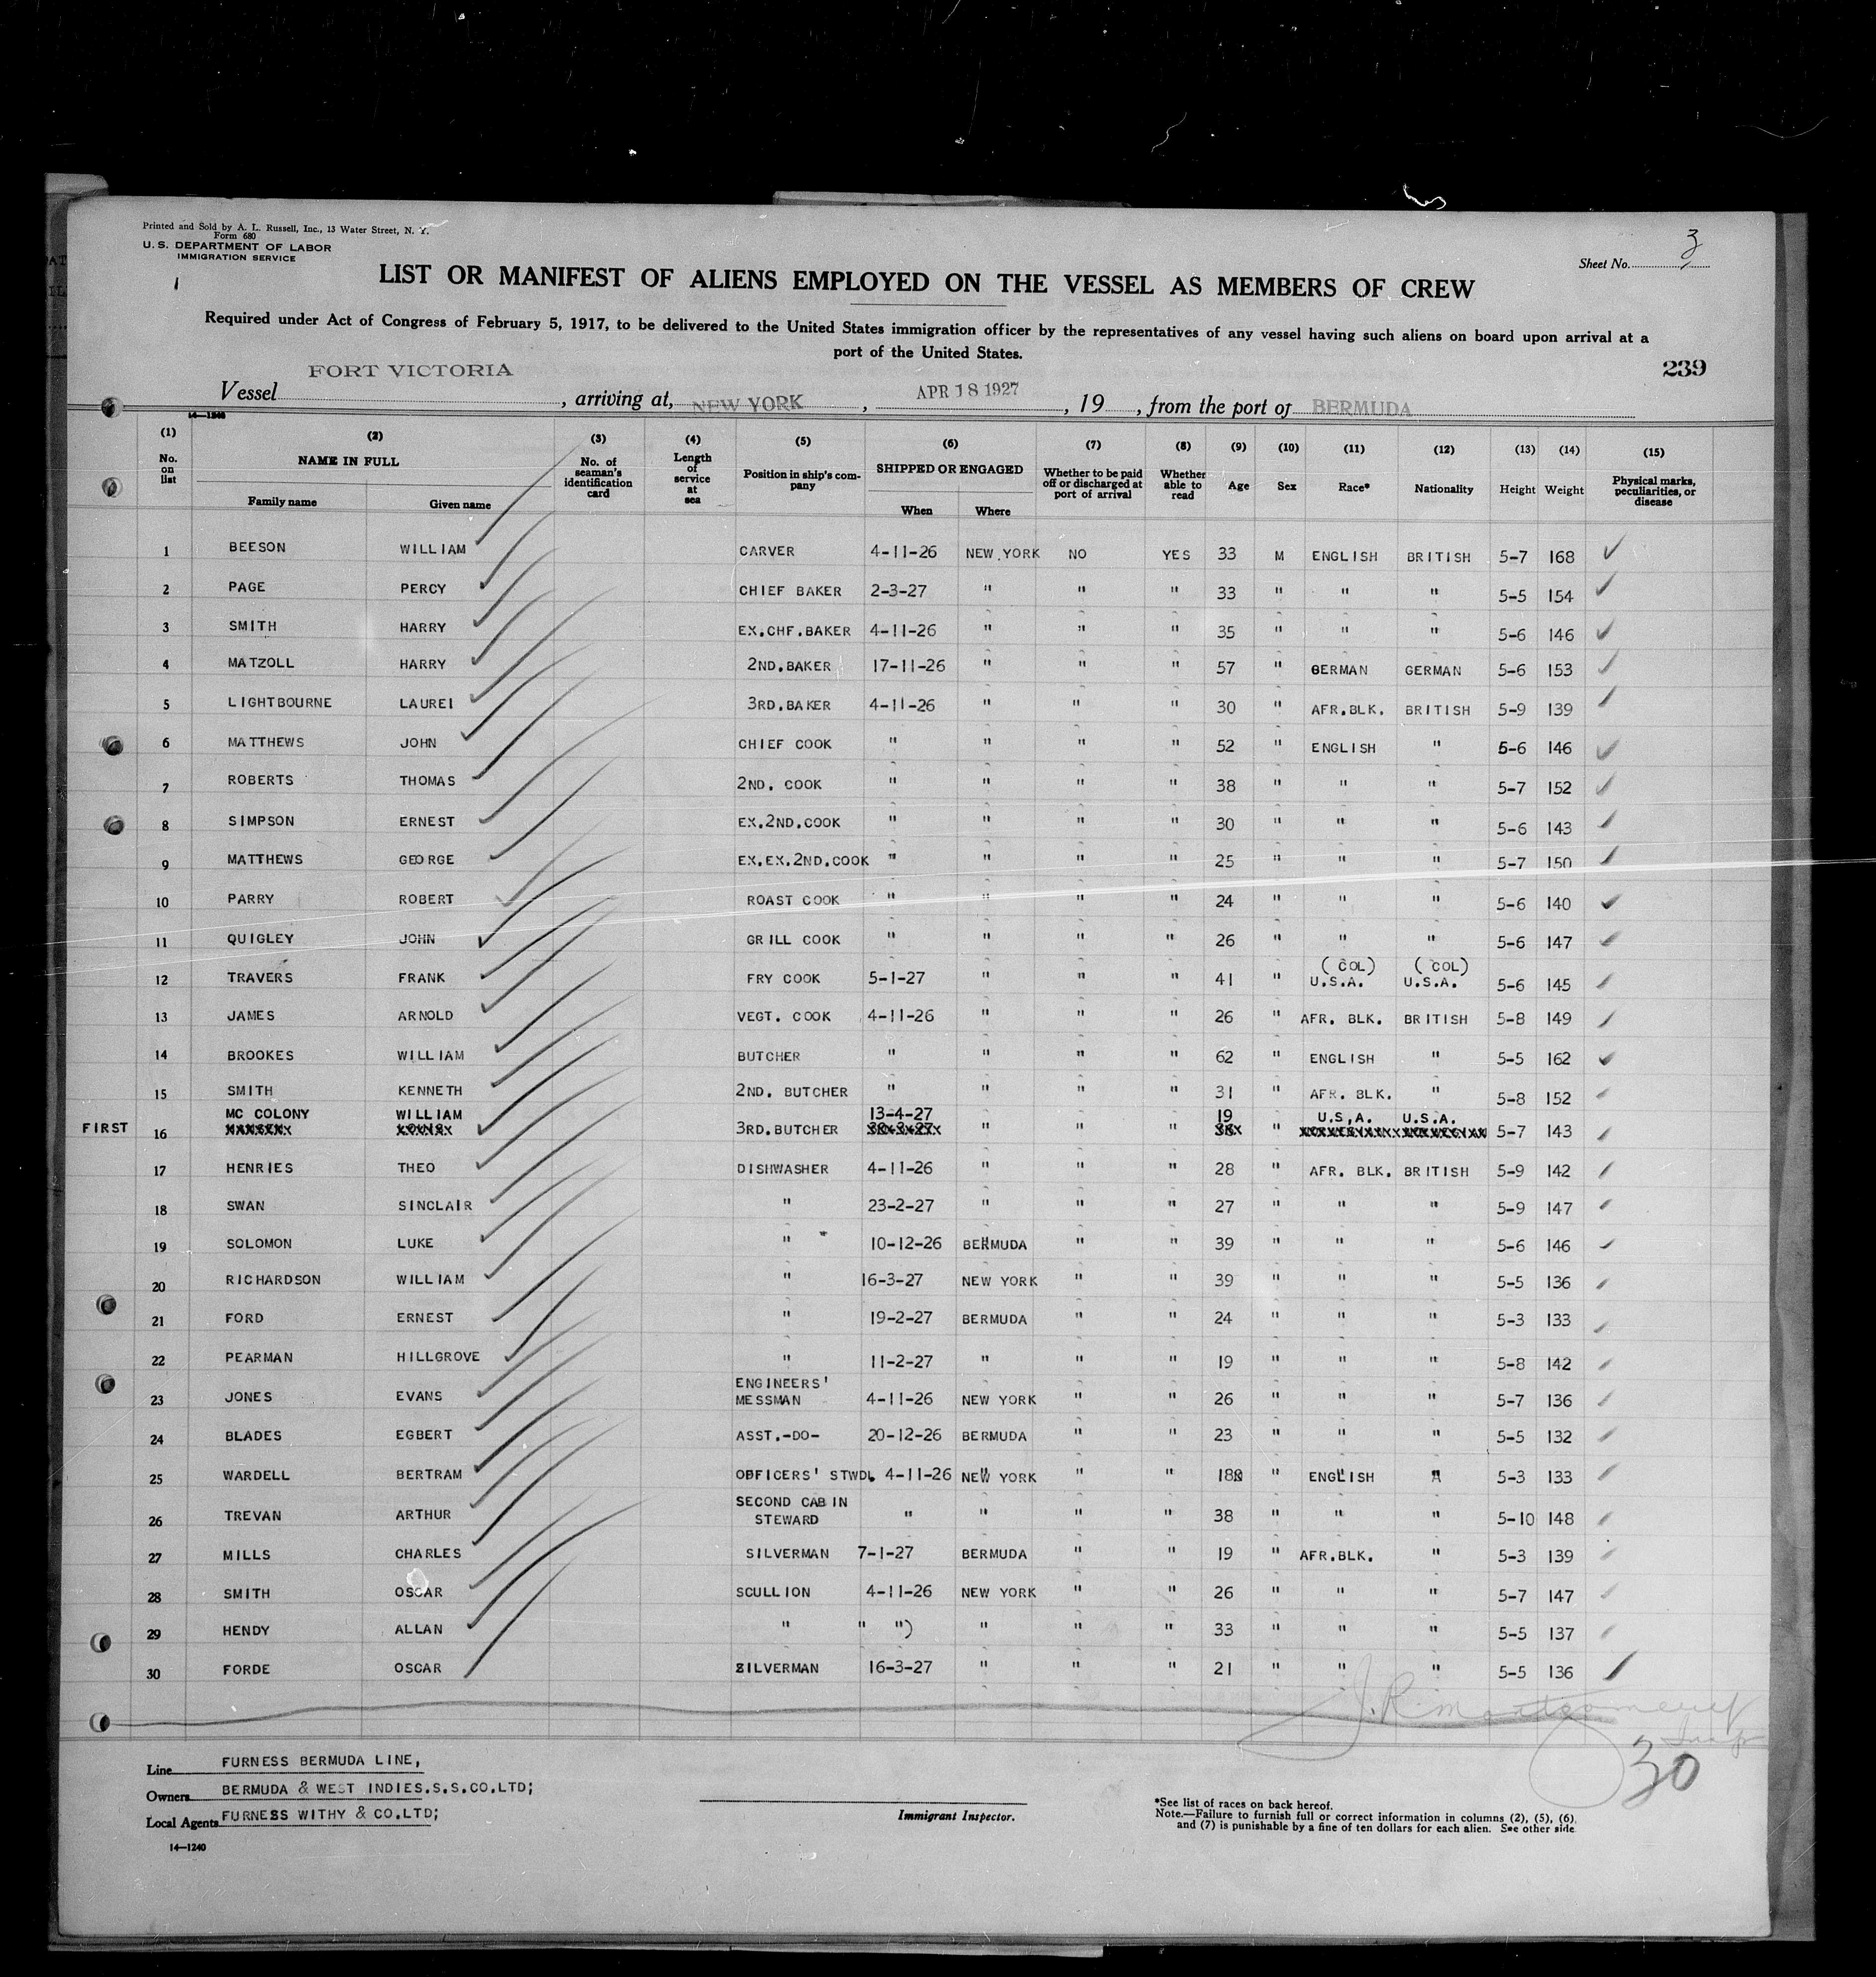 Printed and Sold by A. L. Russell, Inc., 13 Water Street, N. Y.
Form 680
U. S. DEPARTMENT OF LABOR
IMMIGRATION SERVICE
Sheet No. 3
LIST OR MANIFEST OF ALIENS EMPLOYED ON THE VESSEL AS MEMBERS OF CREW
Required under Act of Congress of February 5, 1917, to be delivered to the United States immigration officer by the representatives of any vessel having such aliens on board upon arrival at a
port of the United States.
239
Vessel FORT VICTORIA, arriving at, NEW YORK, APR 18 1927, 19, from the port of BERMUDA
14—1240
(1) (2) (3) (4) (5) (6) (7) (8) (9) (10) (11) (12) (13) (14) (15)
No. on list NAME IN FULL Family name Given name No. of seaman's identification card Length of service at sea Position in ship's company SHIPPED OR ENGAGED When Where Whether to be paid off or discharged at port of arrival Whether able to read Age Sex Race* Nationality Height Weight Physical marks, peculiarities, or disease
1 BEESON WILLIAM CARVER 4-11-26 NEW YORK NO YES 33 M ENGLISH BRITISH 5-7 168
2 PAGE PERCY CHIEF BAKER 2-3-27 " " " 33 " " " 5-5 154
3 SMITH HARRY EX.CHF.BAKER 4-11-26 " " " 35 " " " 5-6 146
4 MATZOLL HARRY 2ND.BAKER 17-11-26 " " " 57 " GERMAN GERMAN 5-6 153
5 LIGHTBOURNE LAUREI 3RD.BAKER 4-11-26 " " " 30 " AFR.BLK. BRITISH 5-9 139
6 MATTHEWS JOHN CHIEF COOK " " " " 52 " ENGLISH " 5-6 146
7 ROBERTS THOMAS 2ND. COOK " " " " 38 " " " 5-7 152
8 SIMPSON ERNEST EX.2ND.COOK " " " " 30 " " " 5-6 143
9 MATTHEWS GEORGE EX.EX.2ND.COOK " " " " 25 " " " 5-7 150
10 PARRY ROBERT ROAST COOK " " " " 24 " " " 5-6 140
11 QUIGLEY JOHN GRILL COOK " " " " 26 " " " 5-6 147
12 TRAVERS FRANK FRY COOK 5-1-27 " " " 41 " (COL) U.S.A. (COL) U.S.A. 5-6 145
13 JAMES ARNOLD VEGT. COOK 4-11-26 " " " 26 " AFR. BLK. BRITISH 5-8 149
14 BROOKES WILLIAM BUTCHER " " " " 62 " ENGLISH " 5-5 162
15 SMITH KENNETH 2ND. BUTCHER " " " " 31 " AFR. BLK. " 5-8 152
MC COLONY WILLIAM 13-4-27 19 U.S,A. U.S.A.
FIRST 16 3RD.BUTCHER " " " " 5-7 143
17 HENRIES THEO DISHWASHER 4-11-26 " " " 28 " AFR. BLK. BRITISH 5-9 142
18 SWAN SINCLAIR " 23-2-27 " " " 27 " " " 5-9 147
19 SOLOMON LUKE " 10-12-26 BERMUDA " " 39 " " " 5-6 146
20 RICHARDSON WILLIAM " 16-3-27 NEW YORK " " 39 " " " 5-5 136
21 FORD ERNEST " 19-2-27 BERMUDA " " 24 " " " 5-3 133
22 PEARMAN HILLGROVE " 11-2-27 " " " 19 " " " 5-8 142
23 JONES EVANS ENGINEERS' MESSMAN 4-11-26 NEW YORK " " 26 " " " 5-7 136
24 BLADES EGBERT ASST.-DO- 20-12-26 BERMUDA " " 23 " " " 5-5 132
25 WARDELL BERTRAM OFFICERS' STWD. 4-11-26 NEW YORK " " 18 " ENGLISH " 5-3 133
26 TREVAN ARTHUR SECOND CABIN STEWARD " " " " 38 " " " 5-10 148
27 MILLS CHARLES SILVERMAN 7-1-27 BERMUDA " " 19 " AFR.BLK. " 5-3 139
28 SMITH OSCAR SCULLION 4-11-26 NEW YORK " " 26 " " " 5-7 147
29 HENDY ALLAN " " ") " " " 33 " " " 5-5 137
30 FORDE OSCAR SILVERMAN 16-3-27 " " " 21 " " " 5-5 136
J. R. Montgomery
Insp
30
Line FURNESS BERMUDA LINE,
Owners BERMUDA & WEST INDIES.S.S.CO.LTD;
Local Agents FURNESS WITHY & CO.LTD;
14—1240
Immigrant Inspector.
*See list of races on back hereof.
Note.—Failure to furnish full or correct information in columns (2), (5), (6),
and (7) is punishable by a fine of ten dollars for each alien. See other side